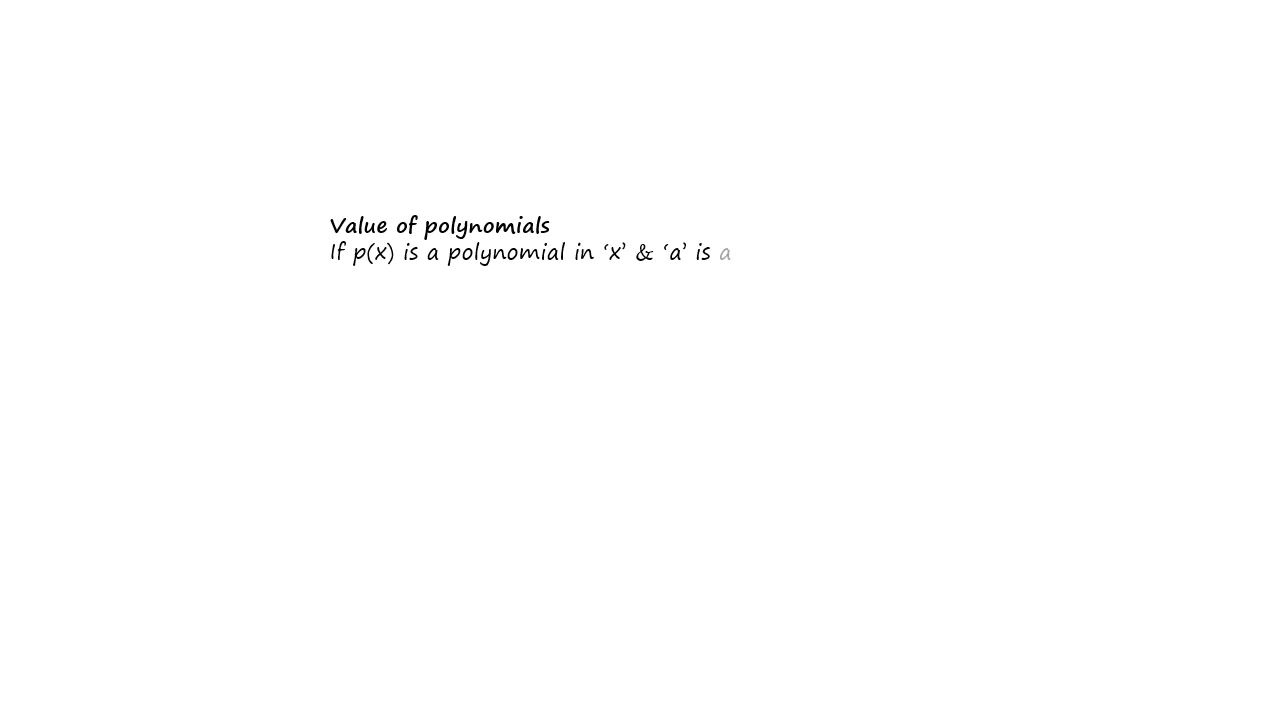 Value of polynomials
If p(x) is a polynomial in ‘x’ & ‘a’ is a